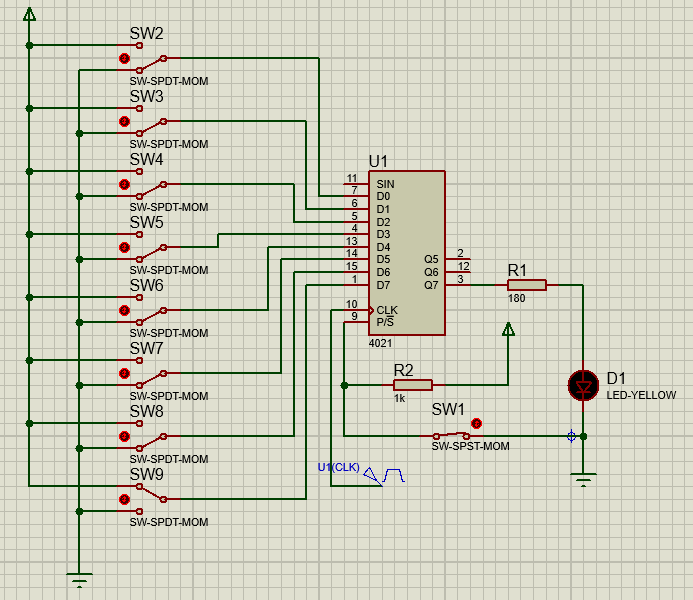 SW2
SW-SPDT-MOM
SW3
SW-SPDT-MOM
SW4
SW-SPDT-MOM
SW5
SW-SPDT-MOM
SW6
SW-SPDT-MOM
SW7
SW-SPDT-MOM
SW8
SW-SPDT-MOM
SW9
SW-SPDT-MOM
U1
11 SIN
7 D0
6 D1
5 D2
4 D3
13 D4
14 D5 Q5 2
15 D6 Q6 12
1 D7 Q7 3
10 CLK
9 P/S
4021
R1
180
R2
1k
SW1
SW-SPST-MOM
D1
LED-YELLOW
U1(CLK)